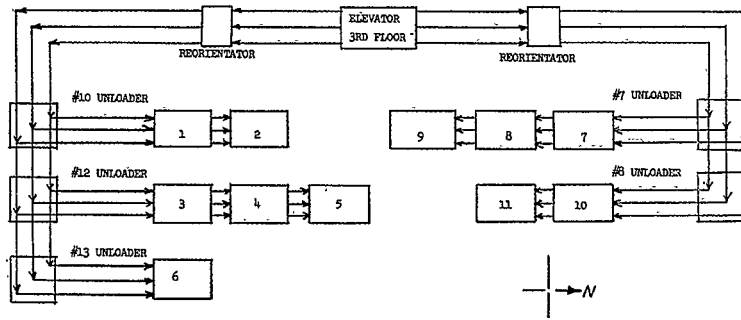 ELEVATOR
3RD FLOOR
REORIENTATOR
REORIENTATOR
#10 UNLOADER
#7 UNLOADER
1
2
9
8
7
#12 UNLOADER
#8 UNLOADER
3
4
5
11
10
#13 UNLOADER
6
N